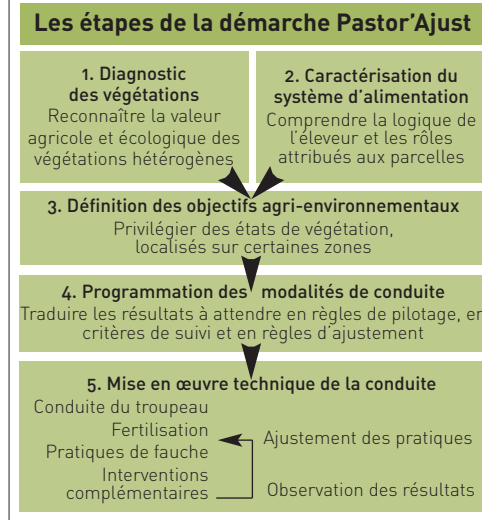 Les étapes de la démarche Pastor'Ajust
1. Diagnostic
des végétations
Reconnaître la valeur
agricole et écologique des
végétations hétérogènes
2. Caractérisation du
système d'alimentation
Comprendre la logique de
l'éleveur et les rôles
attribués aux parcelles
3. Définition des objectifs agri-environnementaux
Privilégier des états de végétation,
localisés sur certaines zones
4. Programmation des modalités de conduite
Traduire les résultats à attendre en règles de pilotage, en
critères de suivi et en règles d'ajustement
5. Mise en œuvre technique de la conduite
Conduite du troupeau
Fertilisation
Pratiques de fauche
Interventions
complémentaires
Ajustement des pratiques
Observation des résultats